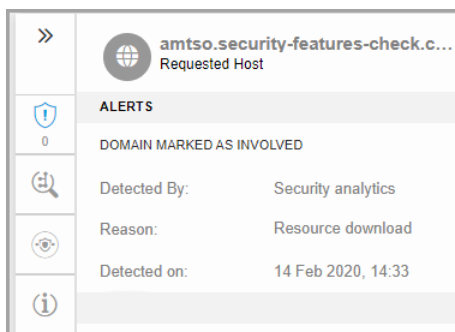 »
amtso.security-features-check.c...
Requested Host
ALERTS
0
DOMAIN MARKED AS INVOLVED
Detected By: Security analytics
Reason: Resource download
Detected on: 14 Feb 2020, 14:33